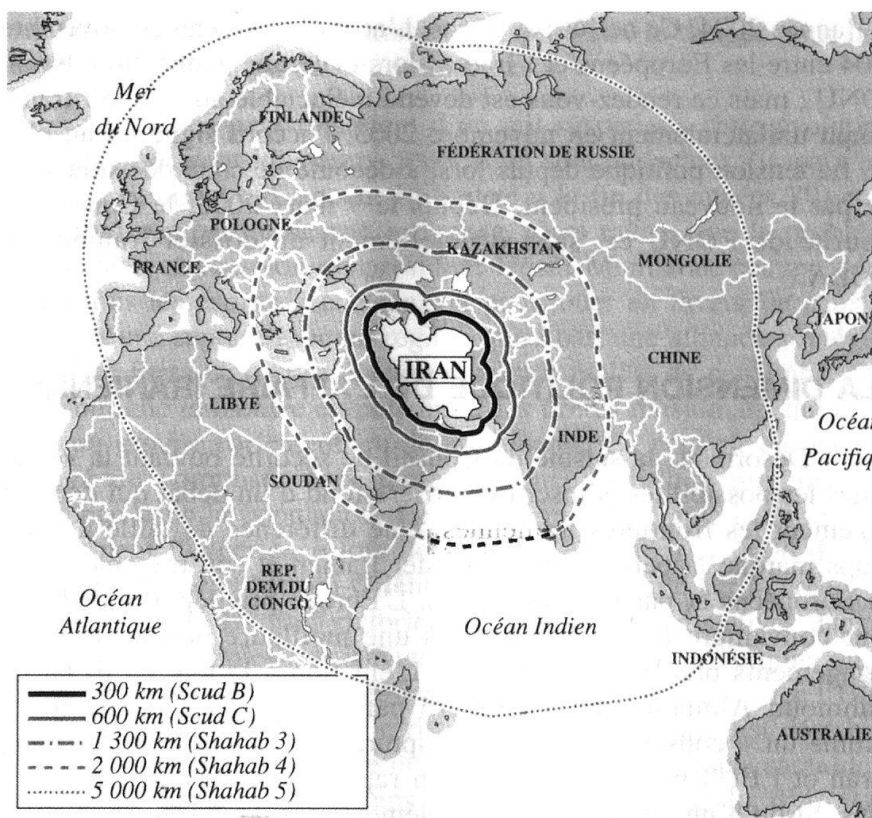 Mer
du Nord
FINLANDE
FÉDÉRATION DE RUSSIE
POLOGNE
FRANCE
KAZAKHSTAN
MONGOLIE
JAPON
CHINE
IRAN
LIBYE
INDE
Océan
Pacifiq
SOUDAN
REP.
DEM.DU
CONGO
Océan
Atlantique
Océan Indien
INDONÉSIE
AUSTRALIE
300 km (Scud B)
600 km (Scud C)
1 300 km (Shahab 3)
2 000 km (Shahab 4)
5 000 km (Shahab 5)